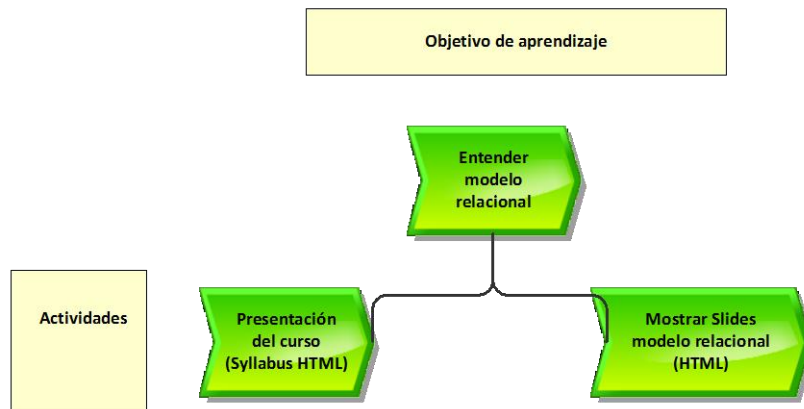 Objetivo de aprendizaje
Entender
modelo
relacional
Actividades
Presentación
del curso
(Syllabus HTML)
Mostrar Slides
modelo relacional
(HTML)